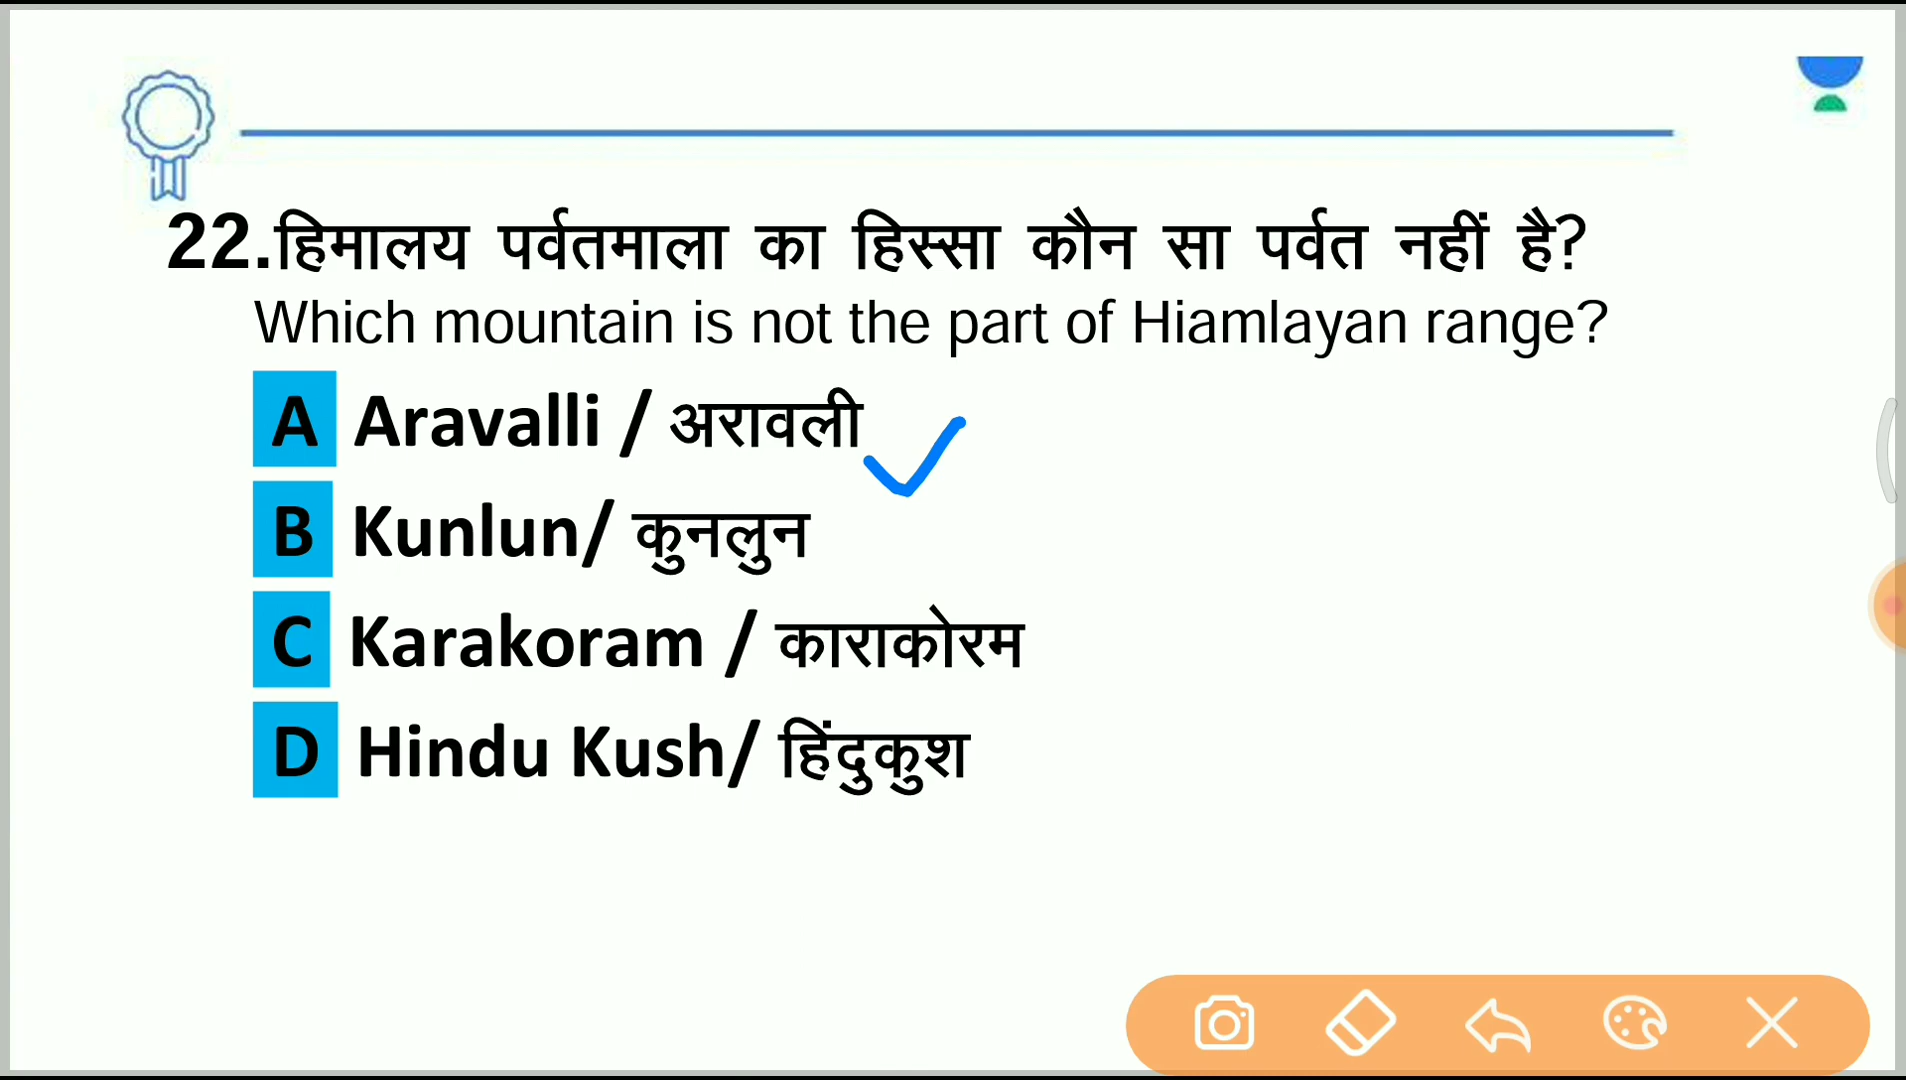 22.हिमालय पर्वतमाला का हिस्सा कौन सा पर्वत नहीं है?
Which mountain is not the part of Hiamlayan range?
A Aravalli / अरावली
B Kunlun/ कुनलुन
C Karakoram / काराकोरम
D Hindu Kush/ हिंदुकुश